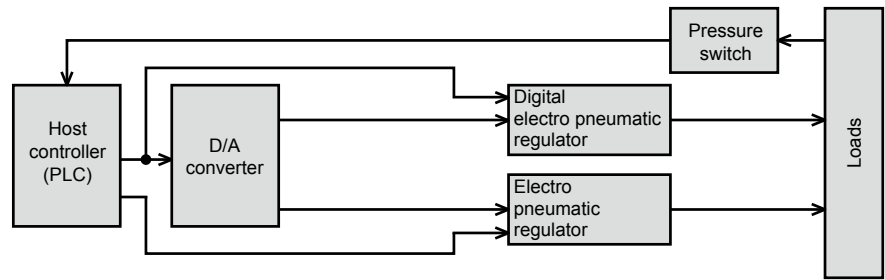 Pressure
switch
Host
controller
(PLC)
D/A
converter
Digital
electro pneumatic
regulator
Electro
pneumatic
regulator
Loads